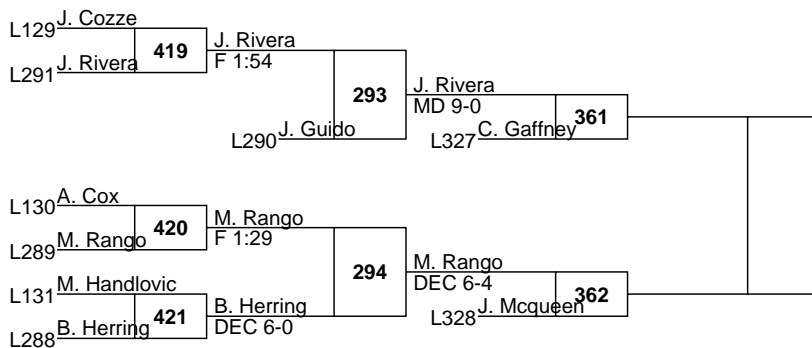 J. Cozze
L129
419
J. Rivera
F 1:54
J. Rivera
L291
293
J. Rivera
MD 9-0
J. Guido
L290
361
C. Gaffney
L327
A. Cox
L130
420
M. Rango
F 1:29
M. Rango
L289
294
M. Rango
DEC 6-4
M. Handlovic
L131
421
B. Herring
DEC 6-0
B. Herring
L288
362
J. Mcqueen
L328